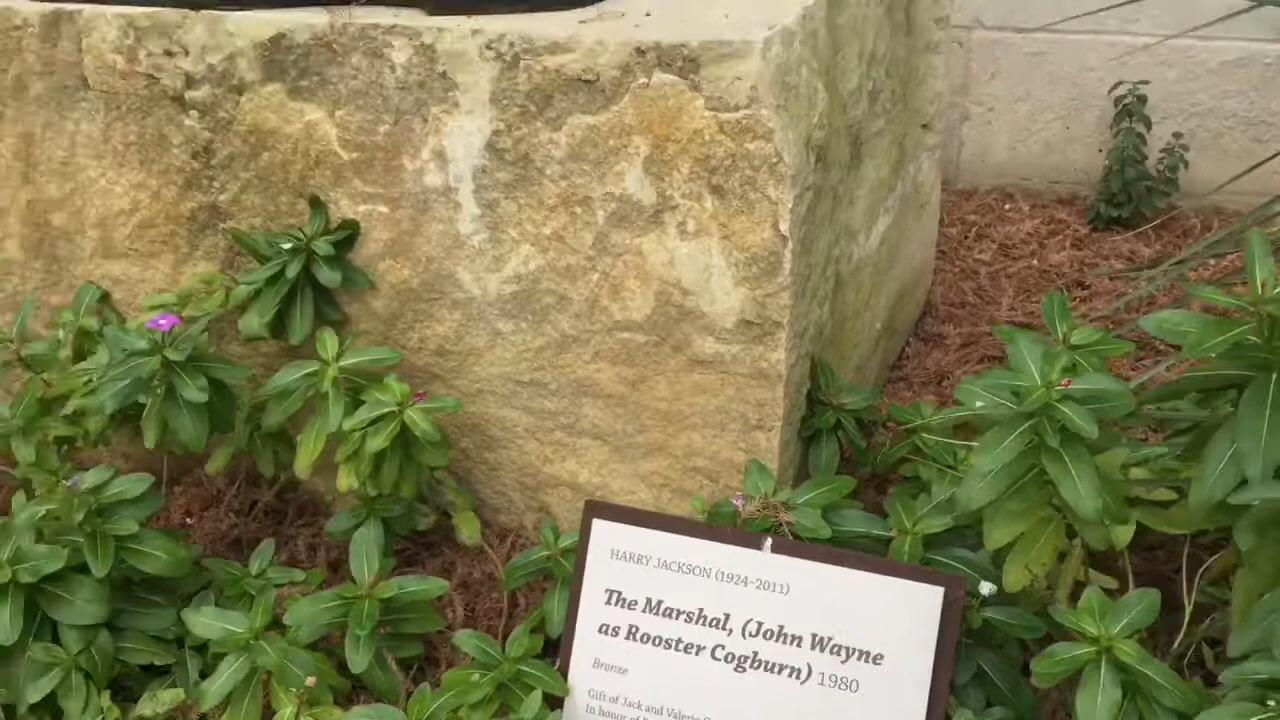 HARRY JACKSON (1924–2011)
The Marshal, (John Wayne
as Rooster Cogburn) 1980
Bronze
Gift of Jack and Valerie
In honor of